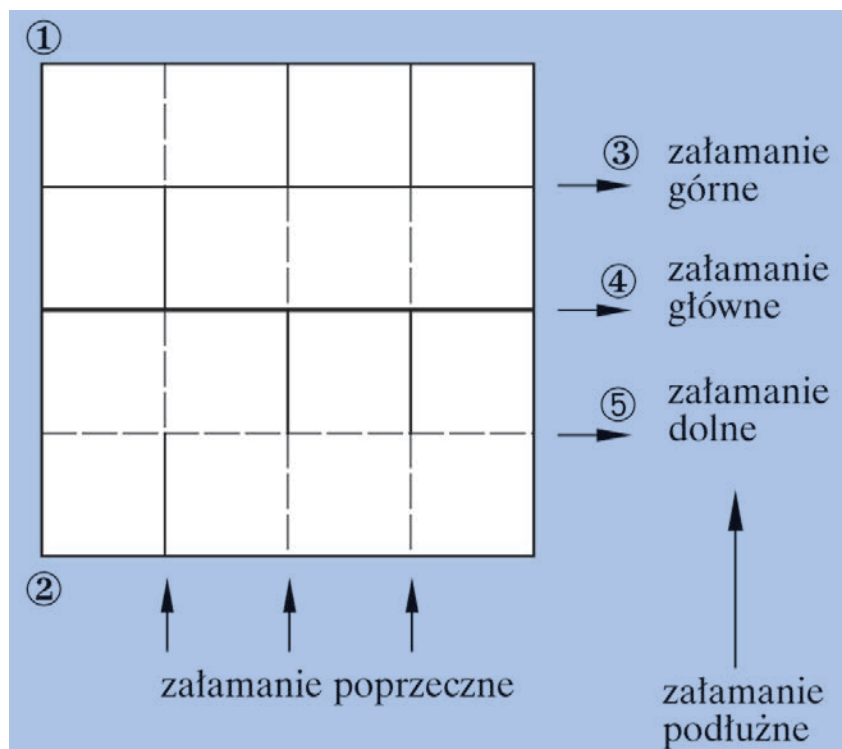 ①
③ załamanie
górne
④ załamanie
główne
⑤ załamanie
dolne
②
załamanie poprzeczne
załamanie
podłużne